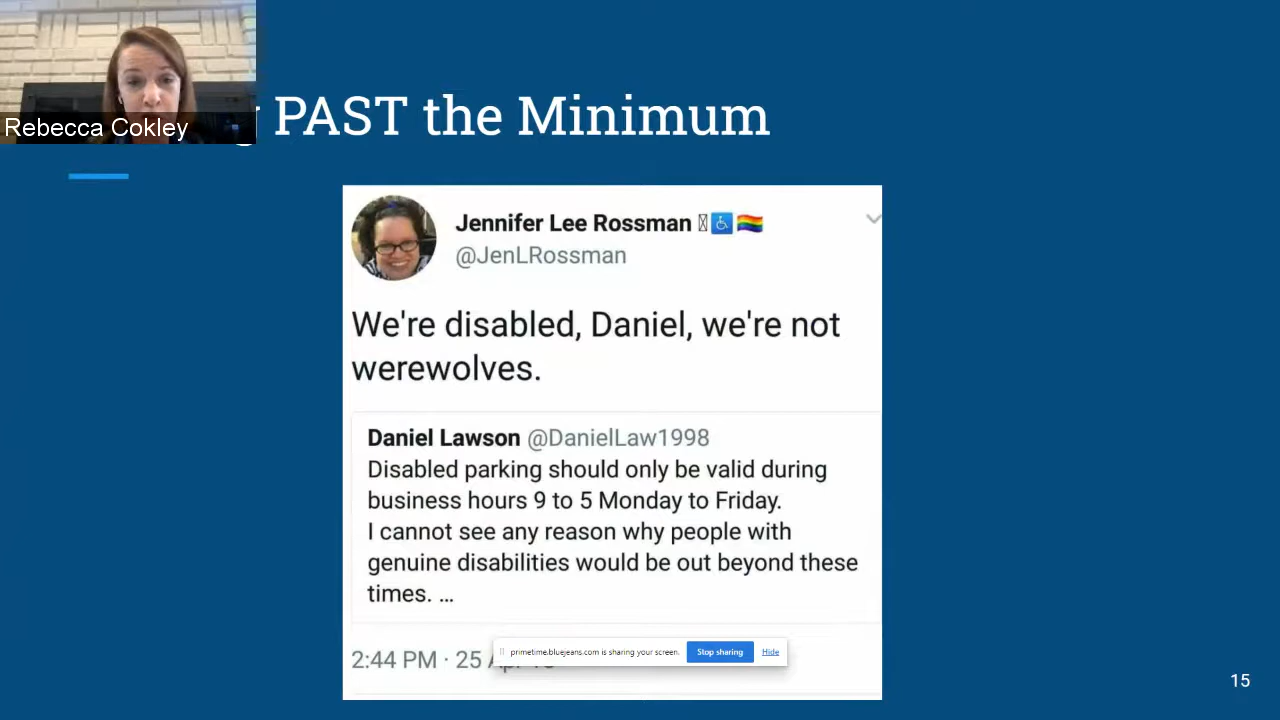 Rebecca Cokley
PAST the Minimum
Jennifer Lee Rossman
@JenLRossman
We're disabled, Daniel, we're not
werewolves.
Daniel Lawson @DanielLaw1998
Disabled parking should only be valid during
business hours 9 to 5 Monday to Friday.
I cannot see any reason why people with
genuine disabilities would be out beyond these
times. ...
primetime.bluejeans.com is sharing your screen. Stop sharing Hide
2:44 PM · 25
15